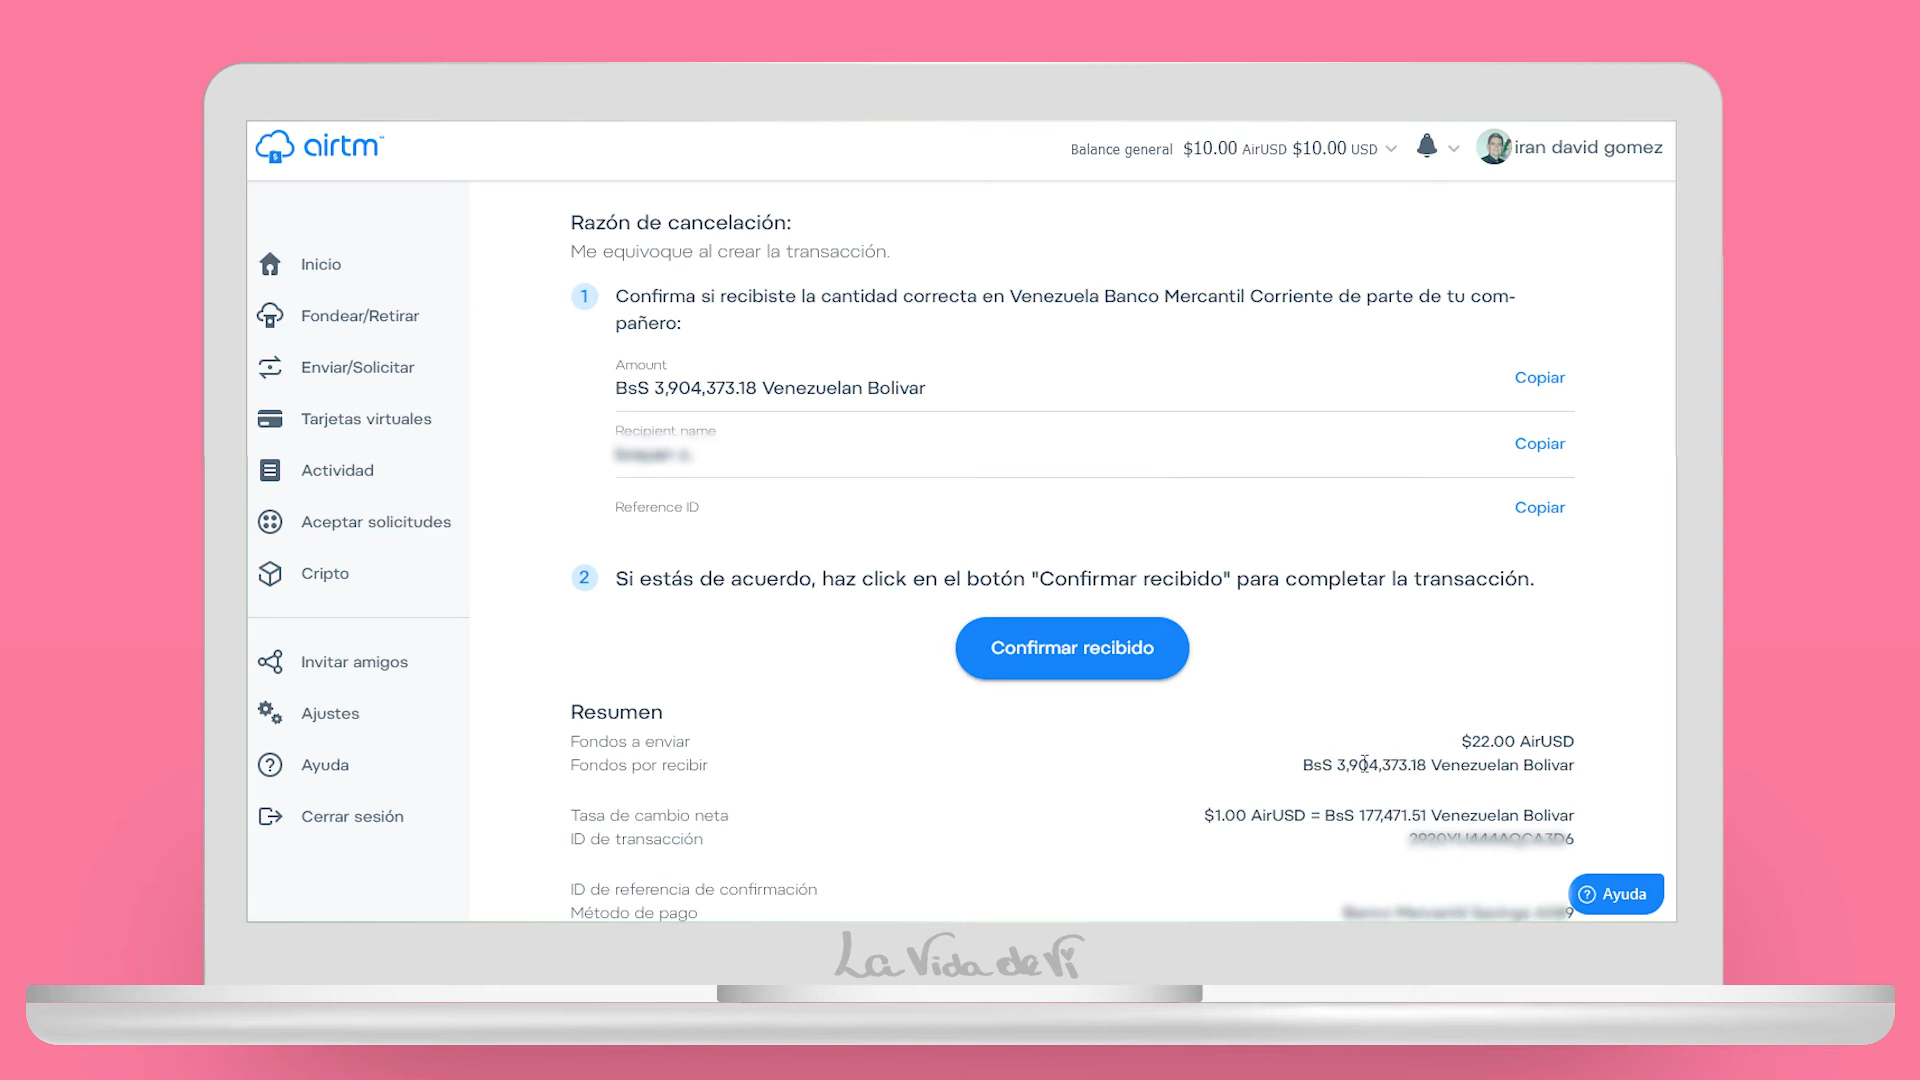 airtm
Balance general $10.00 AirUSD $10.00 USD
iran david gomez
Inicio
Fondear/Retirar
Enviar/Solicitar
Tarjetas virtuales
Actividad
Aceptar solicitudes
Cripto
Invitar amigos
Ajustes
Ayuda
Cerrar sesión
Razón de cancelación:
Me equivoque al crear la transacción.
1 Confirma si recibiste la cantidad correcta en Venezuela Banco Mercantil Corriente de parte de tu com-
pañero:
Amount
BsS 3,904,373.18 Venezuelan Bolivar
Copiar
Recipient name
Copiar
Reference ID
Copiar
2 Si estás de acuerdo, haz click en el botón "Confirmar recibido" para completar la transacción.
Confirmar recibido
Resumen
Fondos a enviar $22.00 AirUSD
Fondos por recibir BsS 3,904,373.18 Venezuelan Bolivar
Tasa de cambio neta $1.00 AirUSD = BsS 177,471.51 Venezuelan Bolivar
ID de transacción
ID de referencia de confirmación
Método de pago
Ayuda
La Vida de Vi